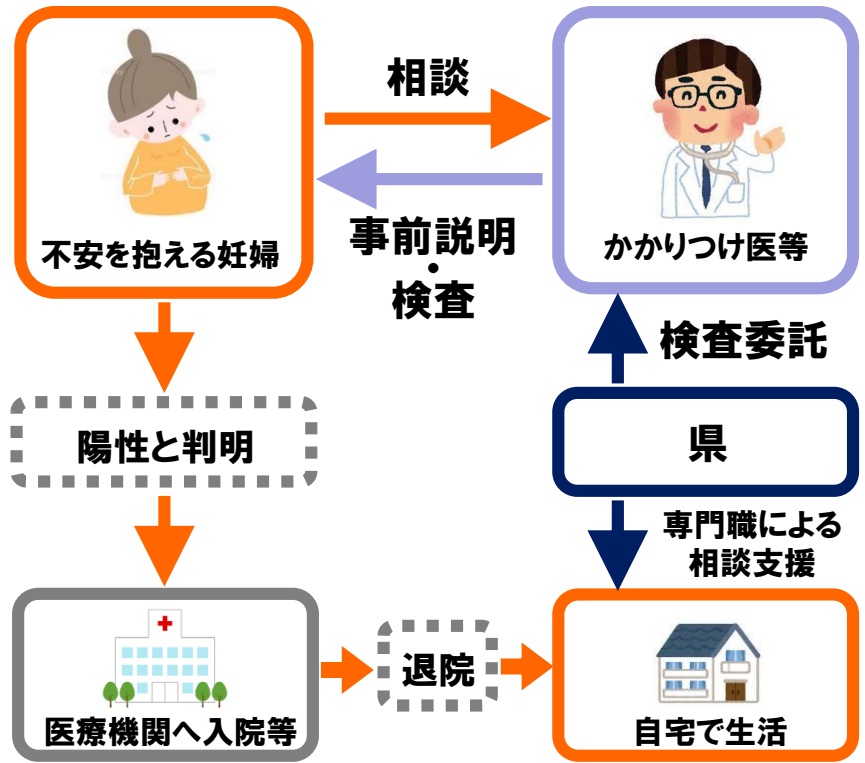 相談
不安を抱える妊婦
かかりつけ医等
事前説明
・
検査
検査委託
陽性と判明
県
専門職による
相談支援
医療機関へ入院等
退院
自宅で生活